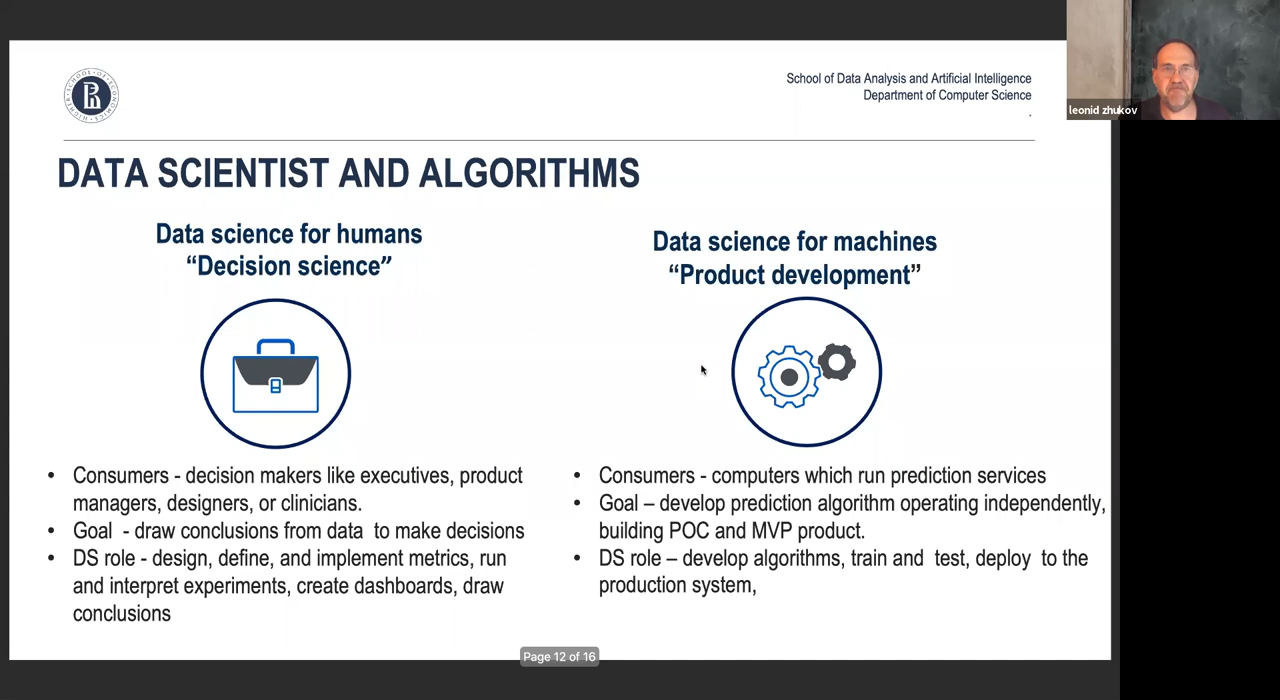 School of Data Analysis and Artificial Intelligence
Department of Computer Science
.
leonid zhukov
HIGHER SCHOOL OF ECONOMICS
DATA SCIENTIST AND ALGORITHMS
Data science for humans
“Decision science”
• Consumers - decision makers like executives, product
managers, designers, or clinicians.
• Goal - draw conclusions from data to make decisions
• DS role - design, define, and implement metrics, run
and interpret experiments, create dashboards, draw
conclusions
Data science for machines
“Product development”
• Consumers - computers which run prediction services
• Goal – develop prediction algorithm operating independently,
building POC and MVP product.
• DS role – develop algorithms, train and test, deploy to the
production system,
Page 12 of 16